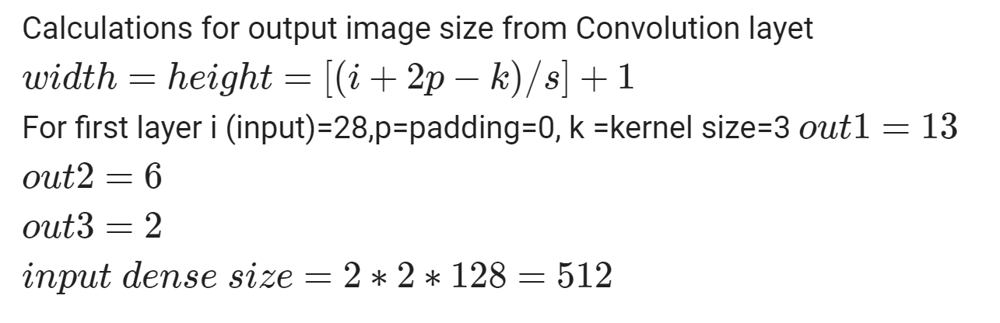 Calculations for output image size from Convolution layet
width = height = [(i + 2p − k)/s] + 1
For first layer i (input)=28,p=padding=0, k =kernel size=3 out1 = 13
out2 = 6
out3 = 2
input dense size = 2 ∗ 2 ∗ 128 = 512